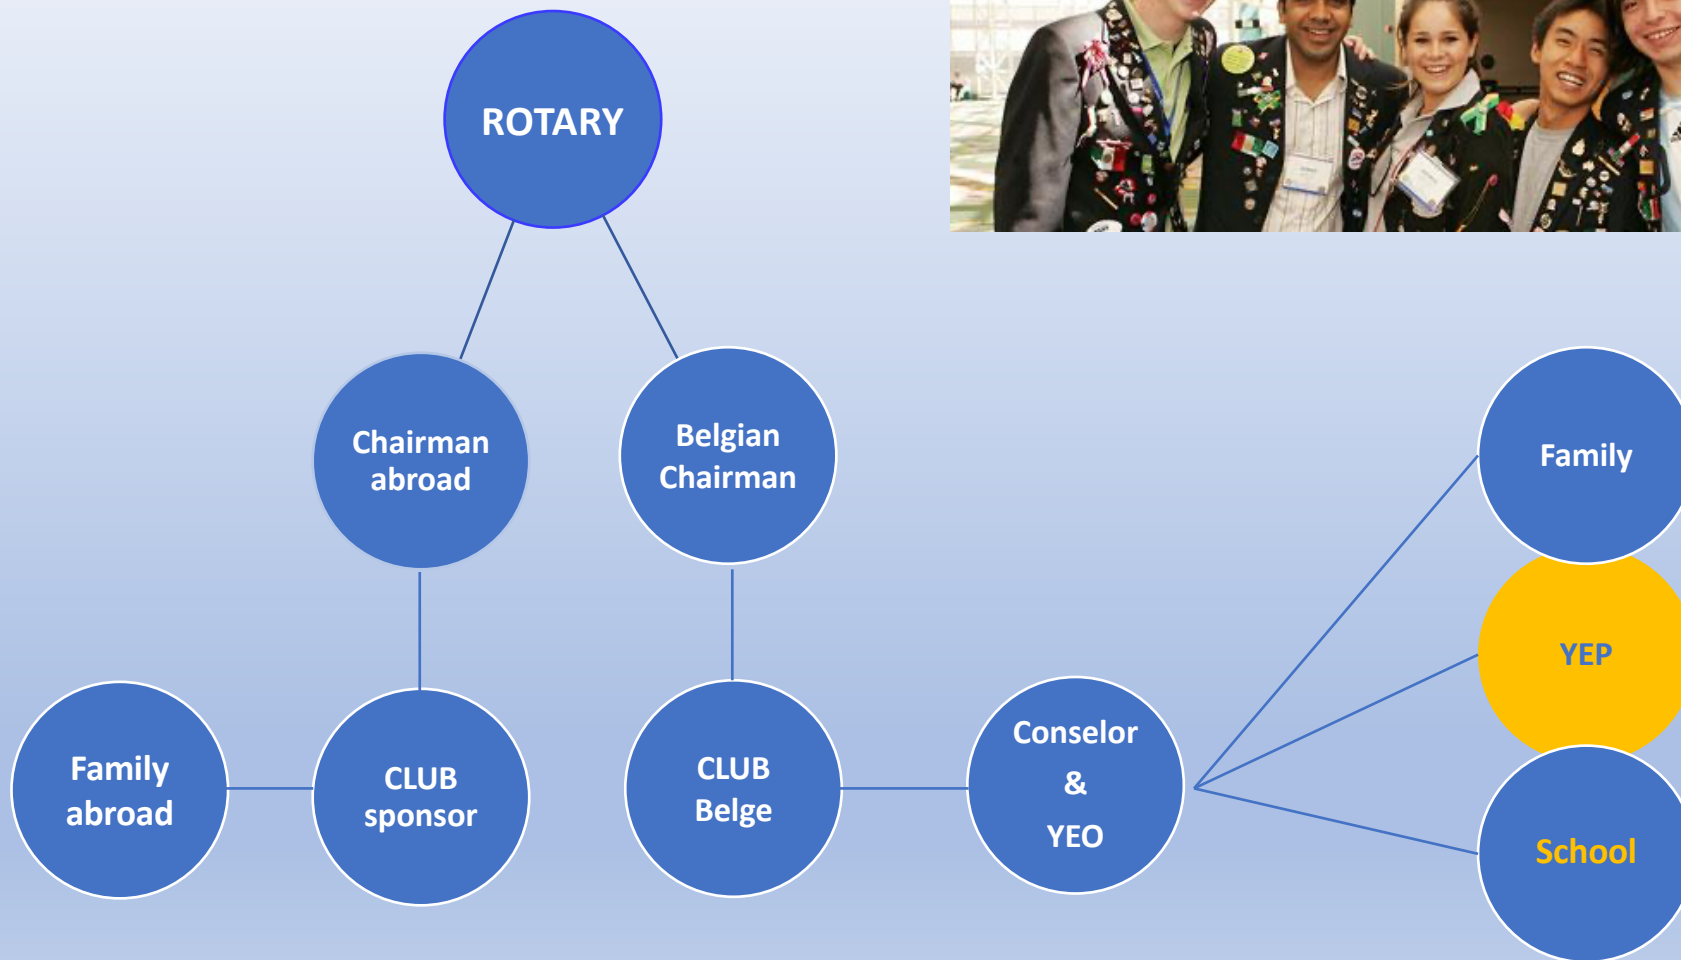 ROTARY
Chairman
abroad
Belgian
Chairman
Family
YEP
Family
abroad
CLUB
sponsor
CLUB
Belge
Conselor
&
YEO
School